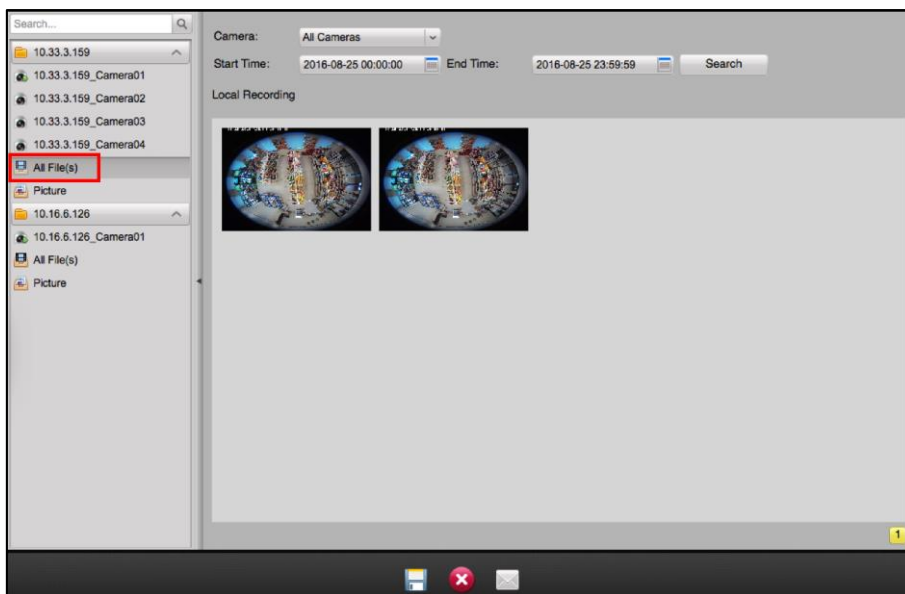 Search...
10.33.3.159
10.33.3.159_Camera01
10.33.3.159_Camera02
10.33.3.159_Camera03
10.33.3.159_Camera04
All File(s)
Picture
10.16.6.126
10.16.6.126_Camera01
All File(s)
Picture
Camera: All Cameras
Start Time: 2016-08-25 00:00:00 End Time: 2016-08-25 23:59:59 Search
Local Recording
1